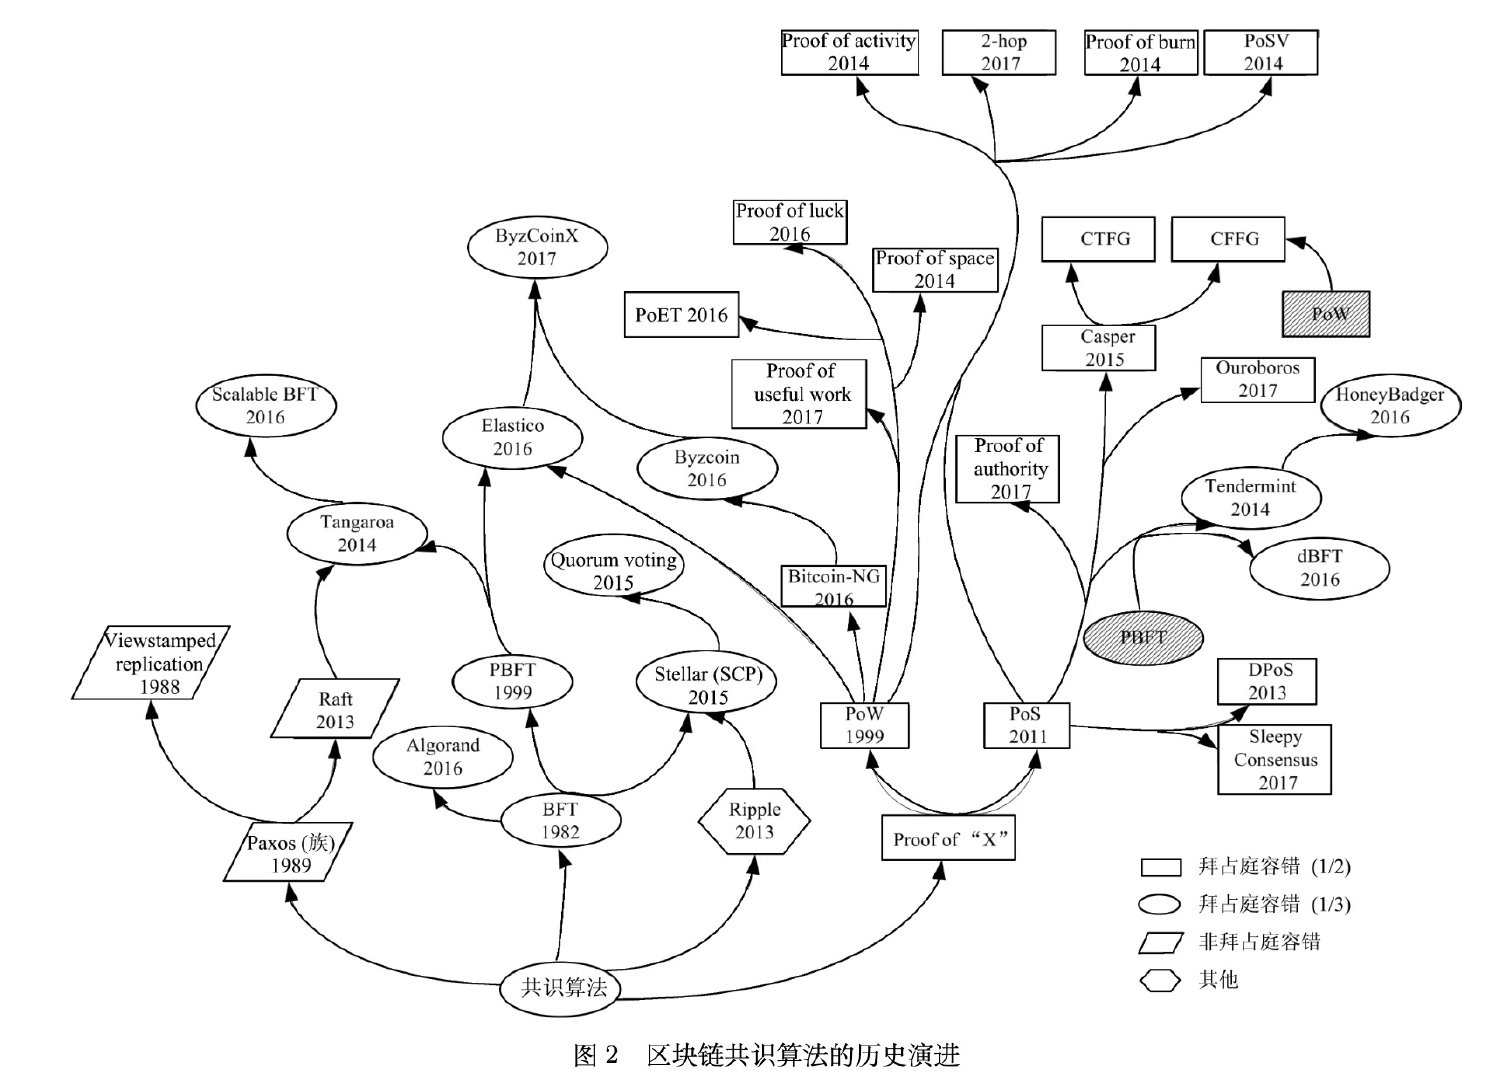 Proof of activity
2014
2-hop
2017
Proof of burn
2014
PoSV
2014
Proof of luck
2016
ByzCoinX
2017
CTFG
CFFG
Proof of space
2014
PoET 2016
PoW
Casper
2015
Proof of
useful work
2017
Ouroboros
2017
Scalable BFT
2016
HoneyBadger
2016
Elastico
2016
Byzcoin
2016
Proof of
authority
2017
Tendermint
2014
Tangaroa
2014
Quorum voting
2015
dBFT
2016
Bitcoin-NG
2016
PBFT
Viewstamped
replication
1988
Raft
2013
PBFT
1999
Stellar (SCP)
2015
DPoS
2013
PoW
1999
PoS
2011
Sleepy
Consensus
2017
Algorand
2016
BFT
1982
Ripple
2013
Proof of “X”
Paxos (族)
1989
拜占庭容错 (1/2)
拜占庭容错 (1/3)
非拜占庭容错
其他
共识算法
图 2 区块链共识算法的历史演进